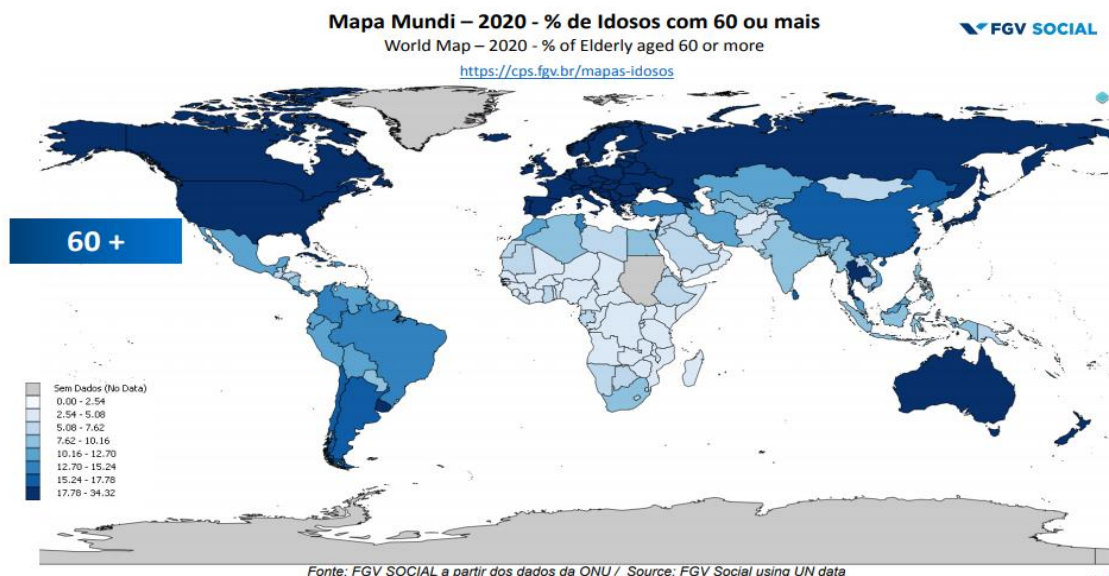 Mapa Mundi – 2020 - % de Idosos com 60 ou mais
World Map – 2020 - % of Elderly aged 60 or more
https://cps.fgv.br/mapas-idosos
FGV SOCIAL
60 +
Sem Dados (No Data)
0.00 - 2.54
2.54 - 5.08
5.08 - 7.62
7.62 - 10.16
10.16 - 12.70
12.70 - 15.24
15.24 - 17.78
17.78 - 34.32
Fonte: FGV SOCIAL a partir dos dados da ONU / Source: FGV Social using UN data